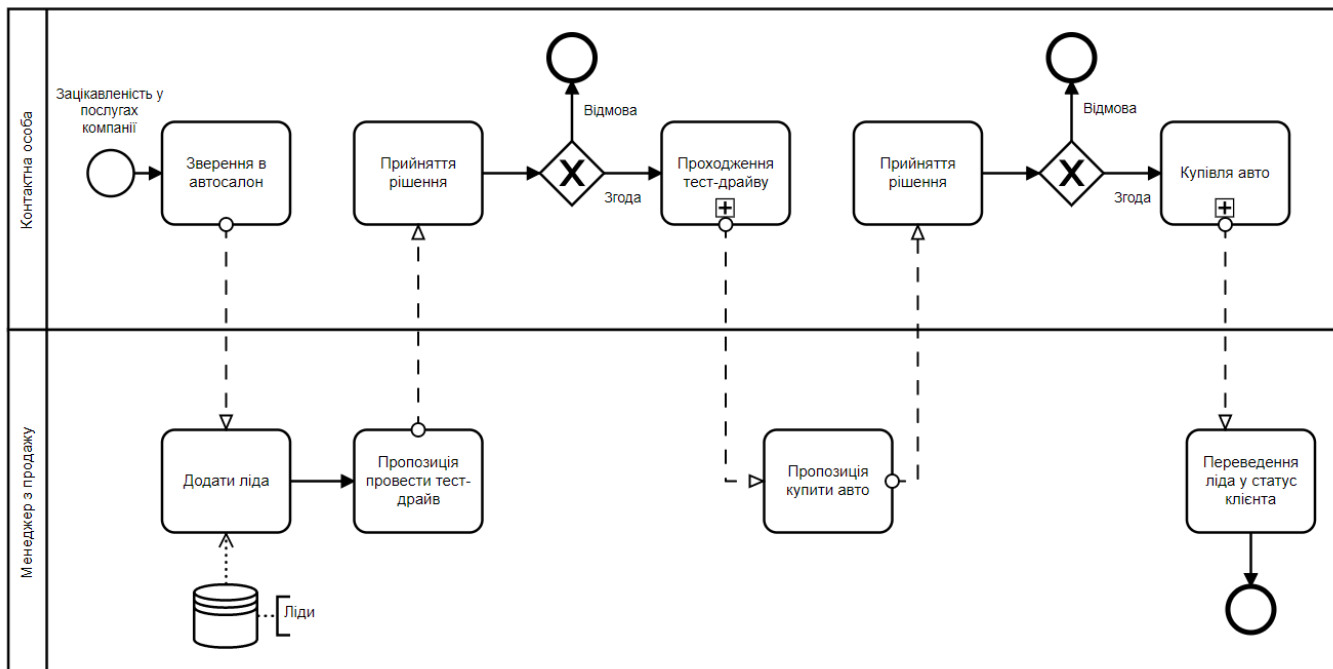 Контактна особа
Зацікавленість у
послугах
компанії
Зверення в
автосалон
Прийняття
рішення
Відмова
Згода
Проходження
тест-драйву
Прийняття
рішення
Відмова
Згода
Купівля авто
Менеджер з продажу
Додати ліда
Пропозиція
провести тест-
драйв
Пропозиція
купити авто
Переведення
ліда у статус
клієнта
Ліди